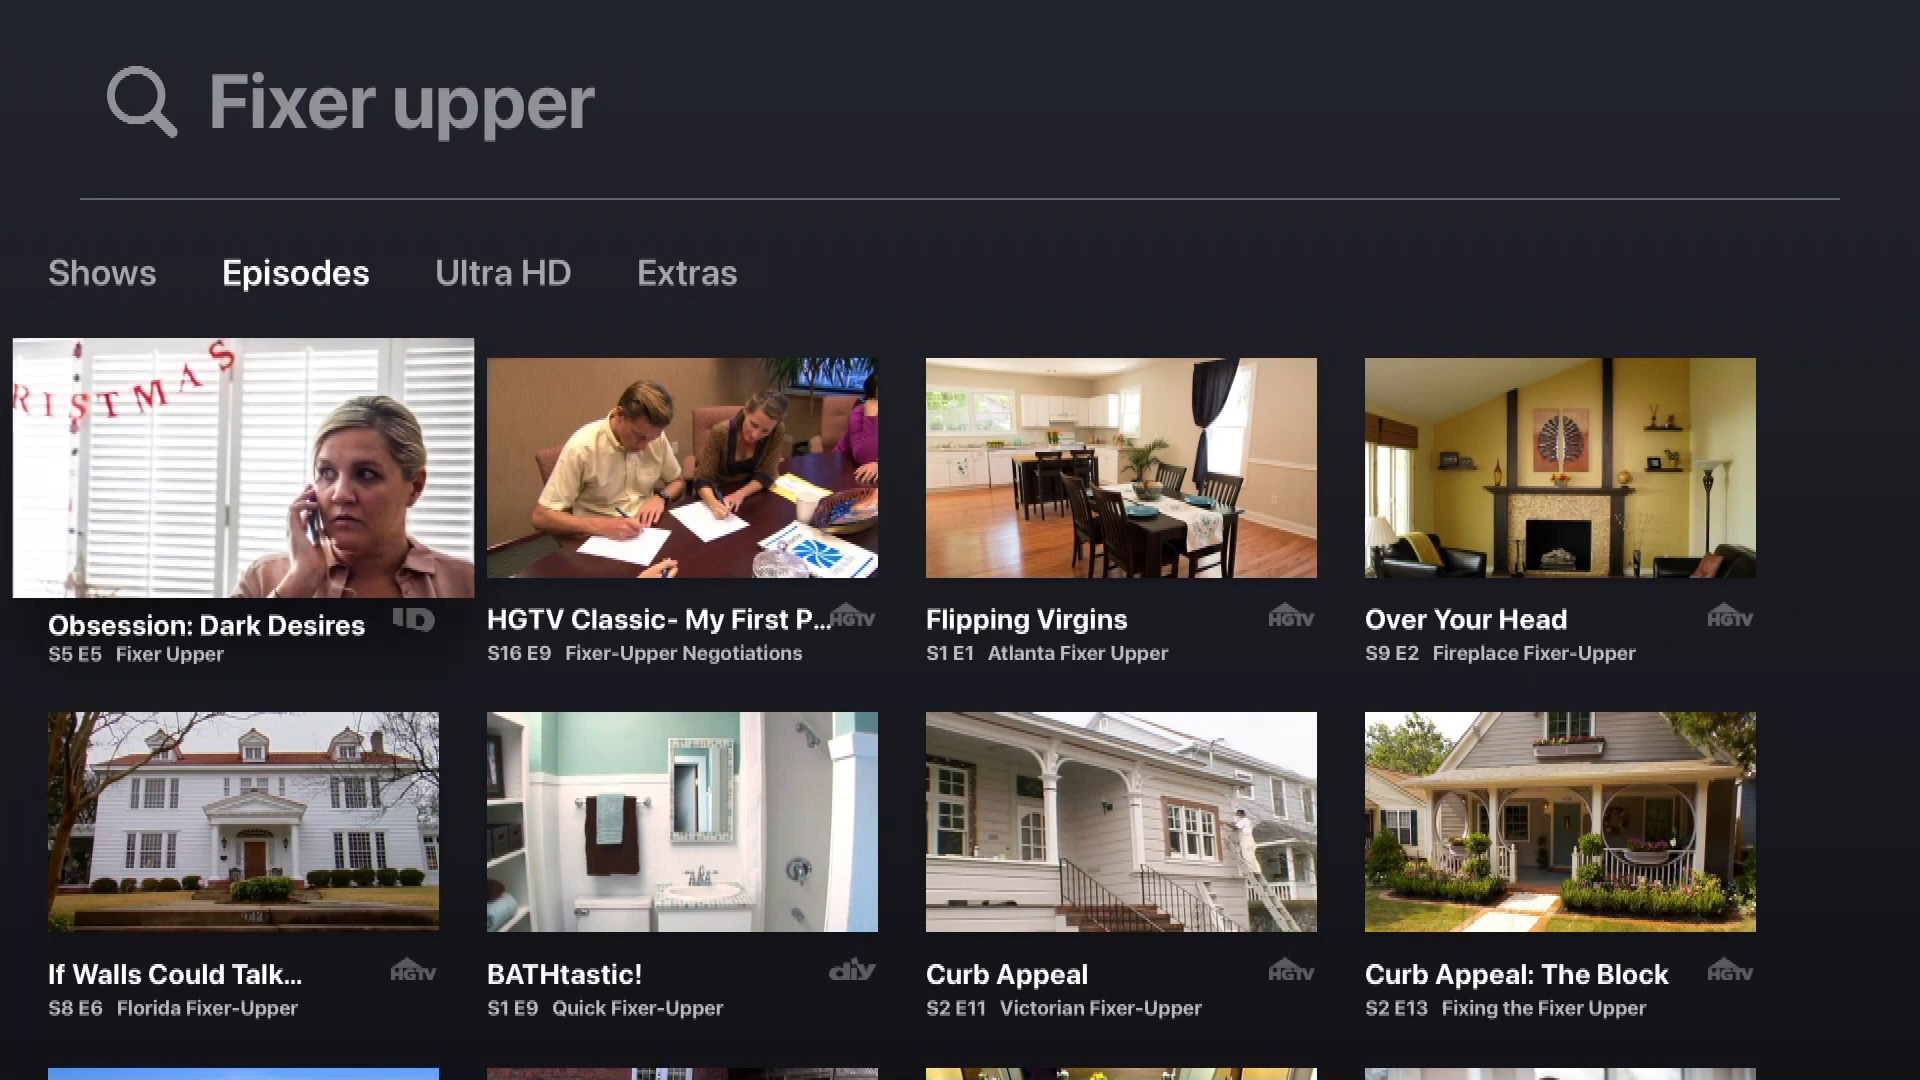 Fixer upper
Shows Episodes Ultra HD Extras
RISTMAS
Obsession: Dark Desires ID
S5 E5 Fixer Upper
HGTV Classic- My First P... HGTV
S16 E9 Fixer-Upper Negotiations
Flipping Virgins HGTV
S1 E1 Atlanta Fixer Upper
Over Your Head HGTV
S9 E2 Fireplace Fixer-Upper
943
If Walls Could Talk... HGTV
S8 E6 Florida Fixer-Upper
BATHtastic! diy
S1 E9 Quick Fixer-Upper
Curb Appeal HGTV
S2 E11 Victorian Fixer-Upper
Curb Appeal: The Block HGTV
S2 E13 Fixing the Fixer Upper